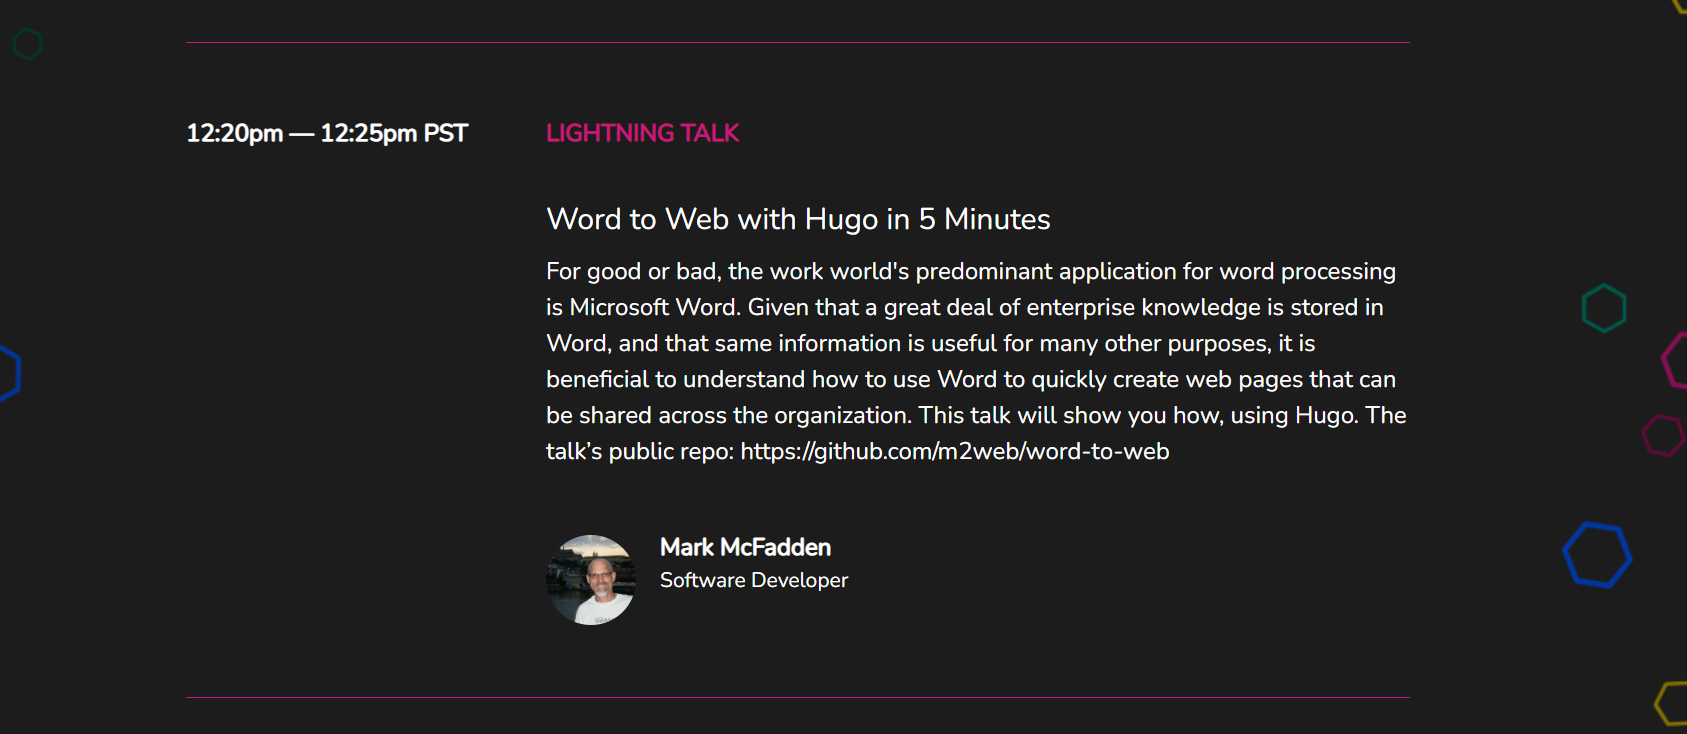 12:20pm — 12:25pm PST
LIGHTNING TALK
Word to Web with Hugo in 5 Minutes
For good or bad, the work world's predominant application for word processing
is Microsoft Word. Given that a great deal of enterprise knowledge is stored in
Word, and that same information is useful for many other purposes, it is
beneficial to understand how to use Word to quickly create web pages that can
be shared across the organization. This talk will show you how, using Hugo. The
talk’s public repo: https://github.com/m2web/word-to-web
Mark McFadden
Software Developer